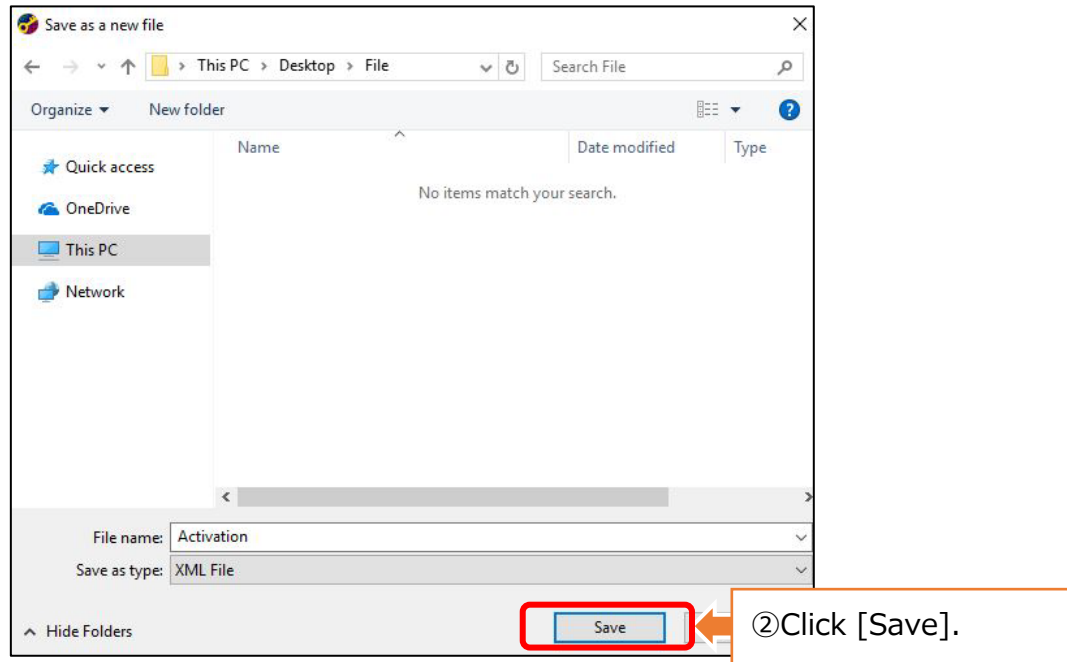 Save as a new file
This PC > Desktop > File
Search File
Organize
New folder
Name
Date modified
Type
Quick access
No items match your search.
OneDrive
This PC
Network
File name: Activation
Save as type: XML File
Hide Folders
Save
②Click [Save].